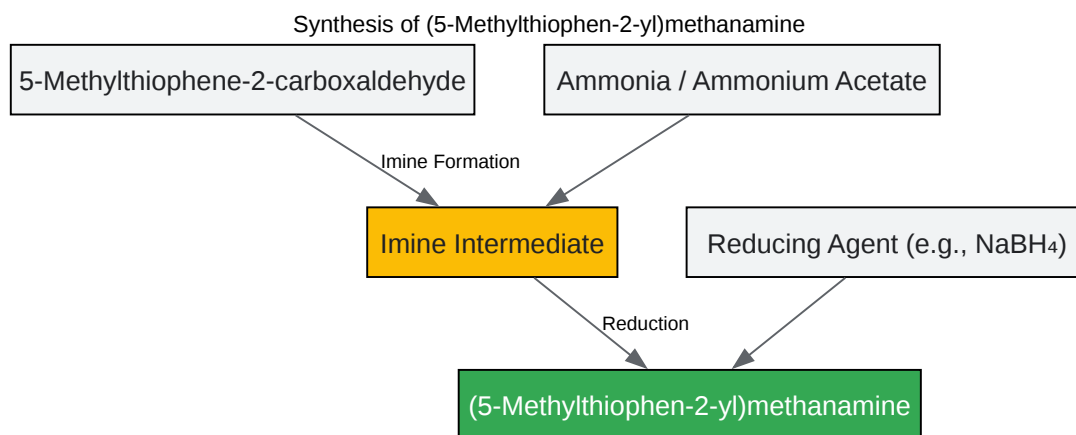 Synthesis of (5-Methylthiophen-2-yl)methanamine
5-Methylthiophene-2-carboxaldehyde
Ammonia / Ammonium Acetate
Imine Formation
Imine Intermediate
Reducing Agent (e.g., NaBH₄)
Reduction
(5-Methylthiophen-2-yl)methanamine